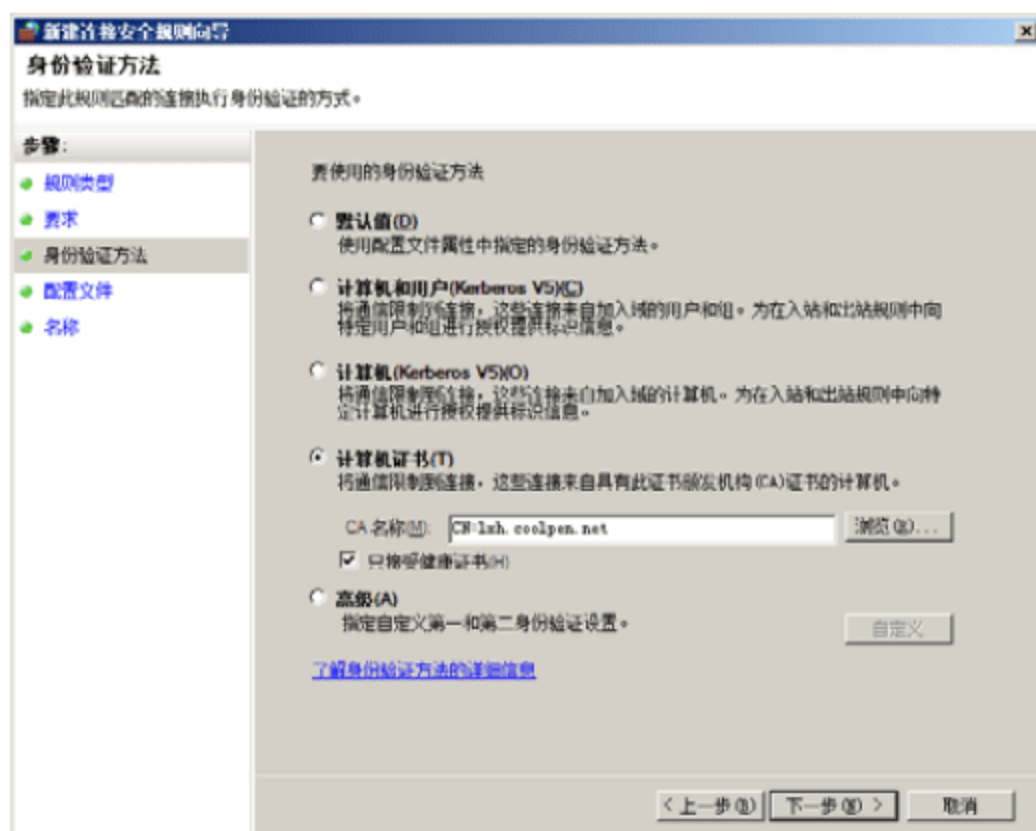 新建连接安全规则向导
身份验证方法
指定此规则匹配的连接执行身份验证的方式。
步骤:
规则类型
要求
身份验证方法
配置文件
名称
要使用的身份验证方法
默认值(D)
使用配置文件属性中指定的身份验证方法。
计算机和用户(Kerberos V5)(C)
将通信限制到连接，这些连接来自加入域的用户和组。为在入站和出站规则中向
特定用户和组进行授权提供标识信息。
计算机(Kerberos V5)(O)
将通信限制到连接，这些连接来自加入域的计算机。为在入站和出站规则中向特
定计算机进行授权提供标识信息。
计算机证书(T)
将通信限制到连接，这些连接来自具有此证书颁发机构(CA)证书的计算机。
CA 名称(M):
CN=lxh.coolpen.net
浏览(R)...
只接受健康证书(H)
高级(A)
指定自定义第一和第二身份验证设置。
自定义
了解身份验证方法的详细信息
< 上一步(B)
下一步(N) >
取消